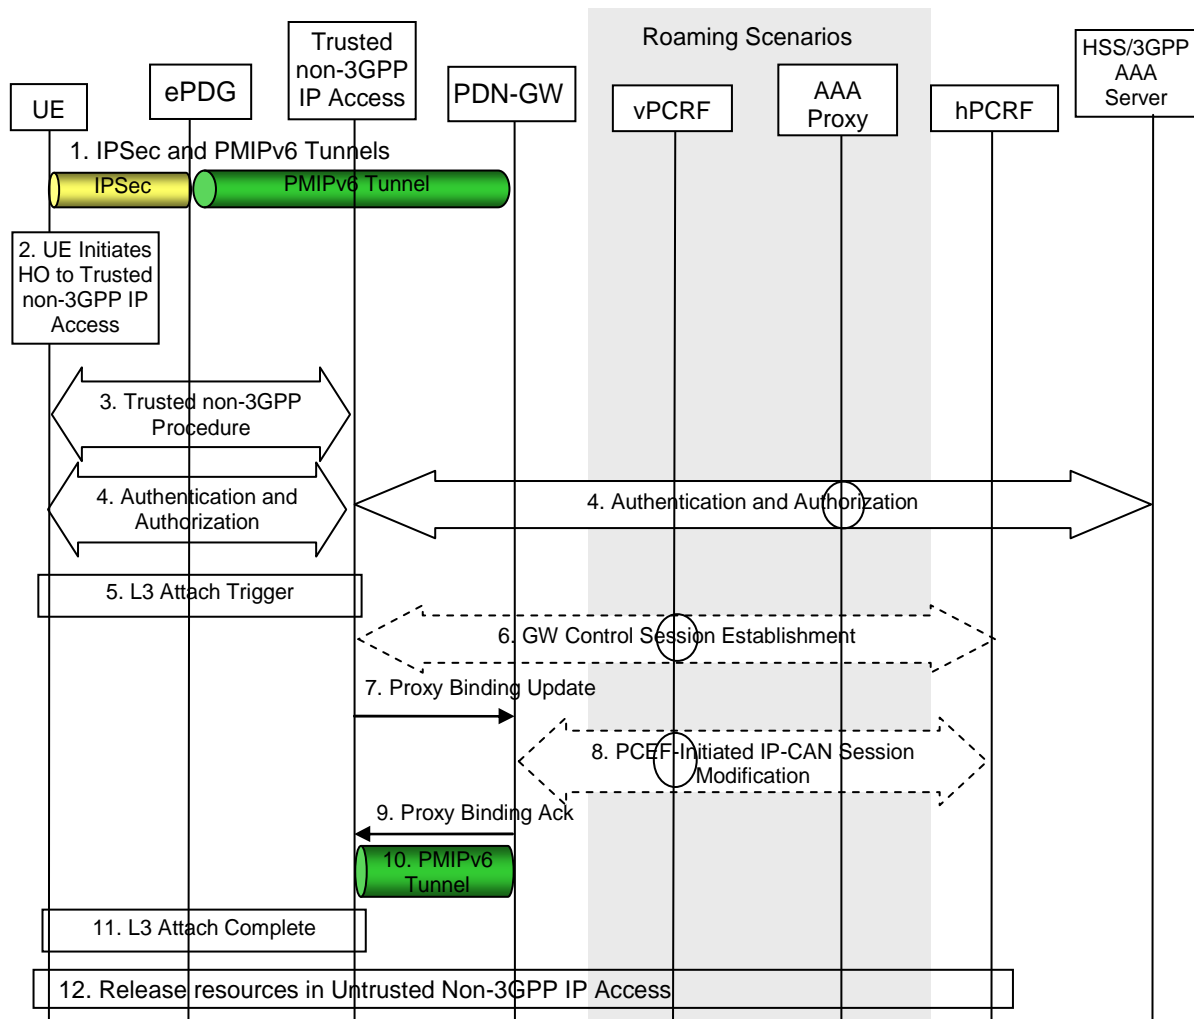 Roaming Scenarios
UE
ePDG
Trusted
non-3GPP
IP Access
PDN-GW
vPCRF
AAA
Proxy
hPCRF
HSS/3GPP
AAA
Server
1. IPSec and PMIPv6 Tunnels
IPSec
PMIPv6 Tunnel
2. UE Initiates
HO to Trusted
non-3GPP IP
Access
3. Trusted non-3GPP
Procedure
4. Authentication and
Authorization
4. Authentication and Authorization
5. L3 Attach Trigger
6. GW Control Session Establishment
7. Proxy Binding Update
8. PCEF-Initiated IP-CAN Session
Modification
9. Proxy Binding Ack
10. PMIPv6
Tunnel
11. L3 Attach Complete
12. Release resources in Untrusted Non-3GPP IP Access